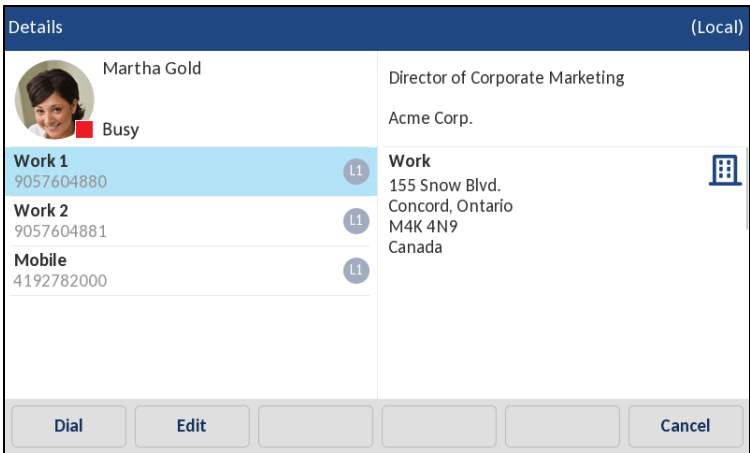 Details
(Local)
Martha Gold
Busy
Work 1
9057604880
L1
Work 2
9057604881
L1
Mobile
4192782000
L1
Director of Corporate Marketing
Acme Corp.
Work
155 Snow Blvd.
Concord, Ontario
M4K 4N9
Canada
Dial
Edit
Cancel